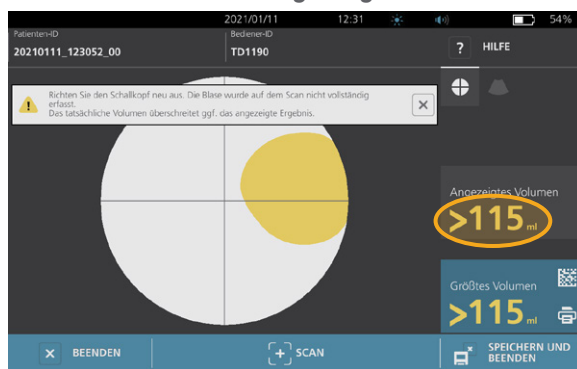 2021/01/11 12:31 54%
Patienten-ID
20210111_123052_00
Bediener-ID
TD1190
? HILFE
Richten Sie den Schallkopf neu aus. Die Blase wurde auf dem Scan nicht vollständig
erfasst.
Das tatsächliche Volumen überschreitet ggf. das angezeigte Ergebnis.
Angezeigtes Volumen
>115 ml
Größtes Volumen
>115 ml
BEENDEN
SCAN
SPEICHERN UND
BEENDEN